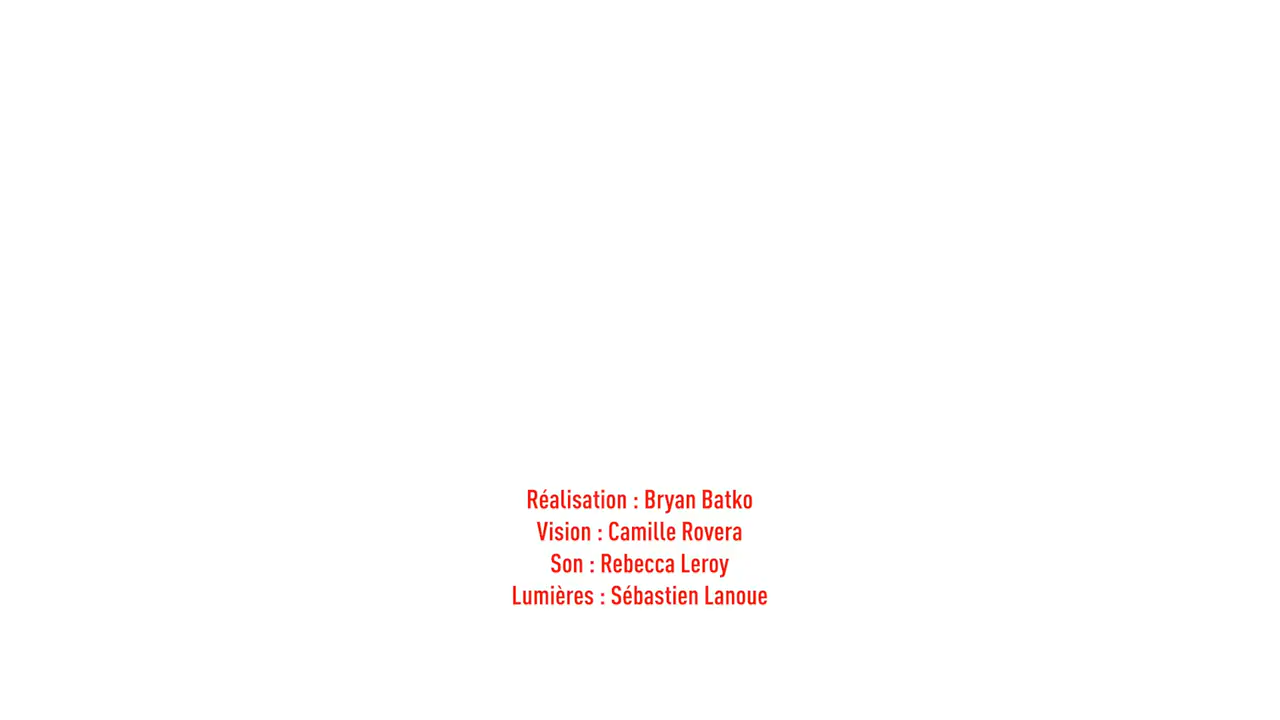 Réalisation : Bryan Batko
Vision : Camille Rovera
Son : Rebecca Leroy
Lumières : Sébastien Lanoue